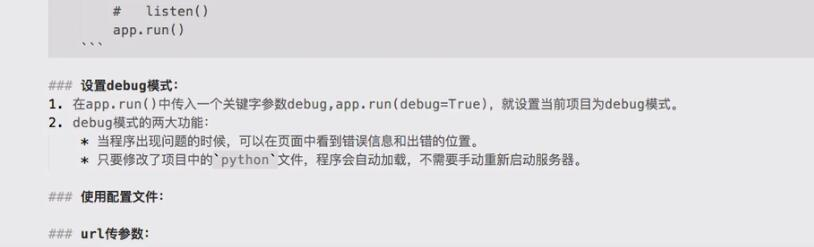 #   listen()
app.run()
```
### 设置debug模式：
1. 在app.run()中传入一个关键字参数debug,app.run(debug=True)，就设置当前项目为debug模式。
2. debug模式的两大功能：
* 当程序出现问题的时候，可以在页面中看到错误信息和出错的位置。
* 只要修改了项目中的`python`文件，程序会自动加载，不需要手动重新启动服务器。
### 使用配置文件：
### url传参数：